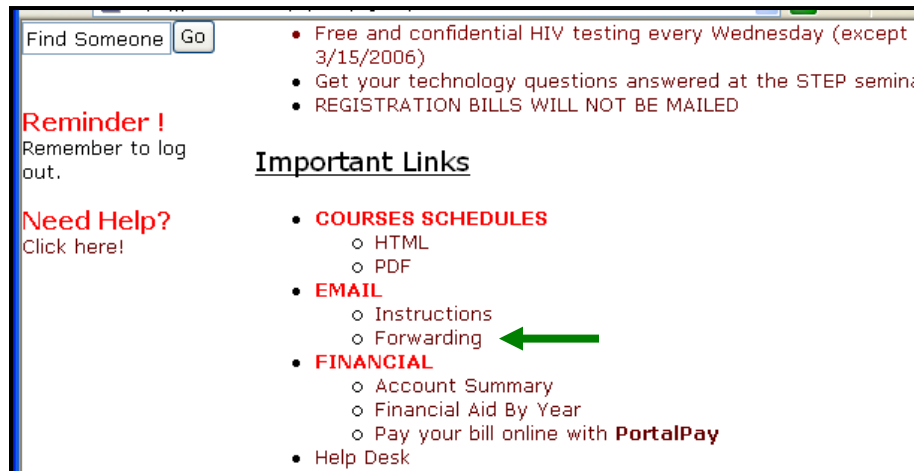 Find Someone Go
Reminder !
Remember to log
out.
Need Help?
Click here!
Free and confidential HIV testing every Wednesday (except
3/15/2006)
Get your technology questions answered at the STEP
REGISTRATION BILLS WILL NOT BE MAILED
Important Links
COURSES SCHEDULES
HTML
PDF
EMAIL
Instructions
Forwarding
FINANCIAL
Account Summary
Financial Aid By Year
Pay your bill online with PortalPay
Help Desk